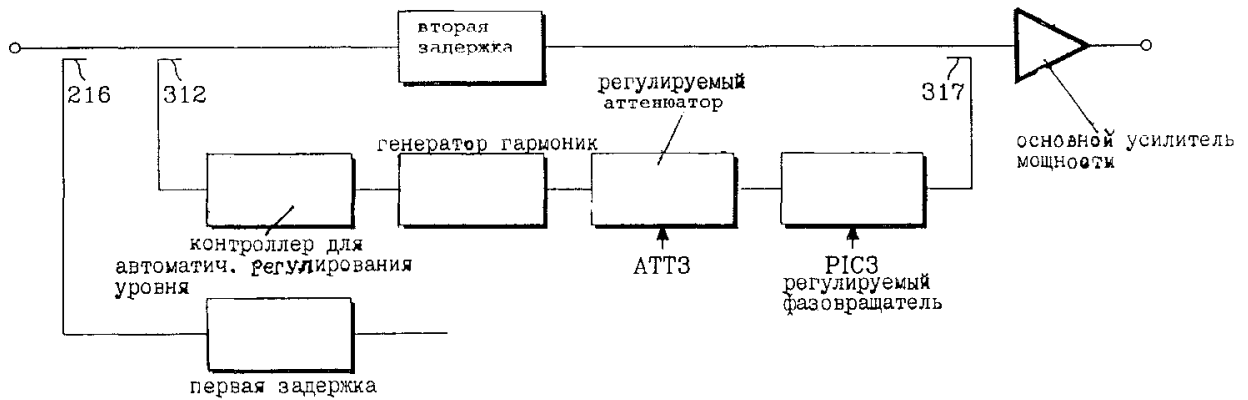 вторая
задержка
216
312
регулируемый
аттенюатор
317
основной усилитель
мощности
генератор гармоник
контроллер для
автоматич. регулирования
уровня
АТТ3
PIC3
регулируемый
фазовращатель
первая задержка